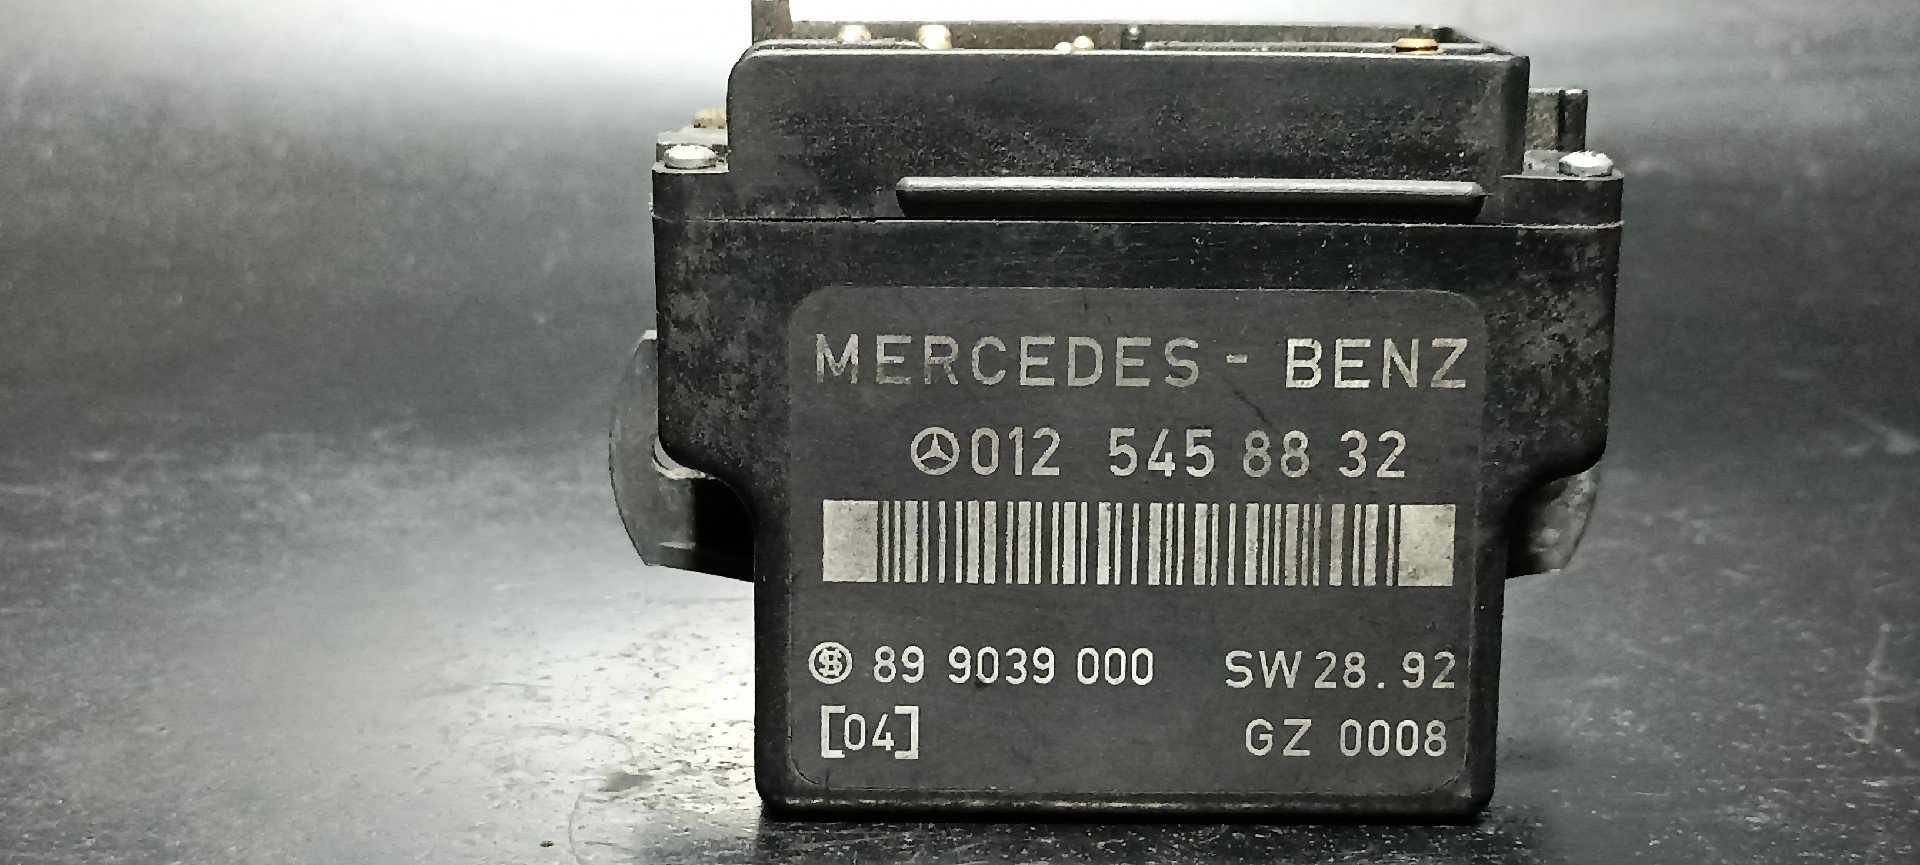 MERCEDES - BENZ
012 545 88 32
89 9039 000 SW 28.92
[04] GZ 0008